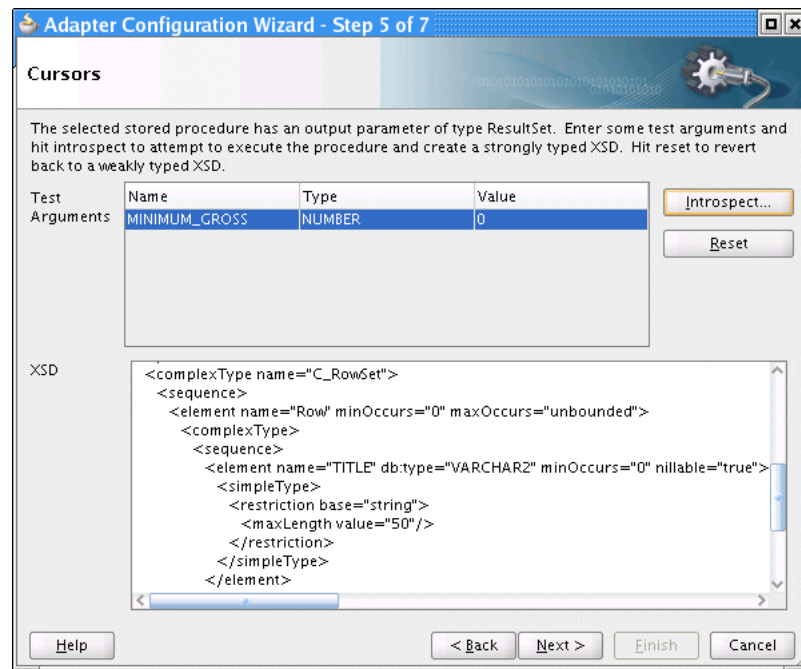 Adapter Configuration Wizard - Step 5 of 7
Cursors
The selected stored procedure has an output parameter of type ResultSet. Enter some test arguments and
hit introspect to attempt to execute the procedure and create a strongly typed XSD. Hit reset to revert
back to a weakly typed XSD.
Test
Arguments
Name Type Value
MINIMUM_GROSS NUMBER 0
Introspect...
Reset
XSD
<complexType name="C_RowSet">
<sequence>
<element name="Row" minOccurs="0" maxOccurs="unbounded">
<complexType>
<sequence>
<element name="TITLE" db:type="VARCHAR2" minOccurs="0" nillable="true">
<simpleType>
<restriction base="string">
<maxLength value="50"/>
</restriction>
</simpleType>
</element>
Help
< Back
Next >
Finish
Cancel